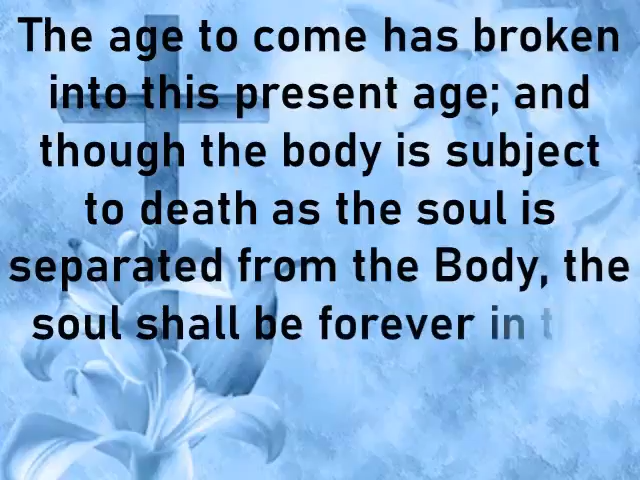 The age to come has broken
into this present age; and
though the body is subject
to death as the soul is
separated from the Body, the
soul shall be forever in